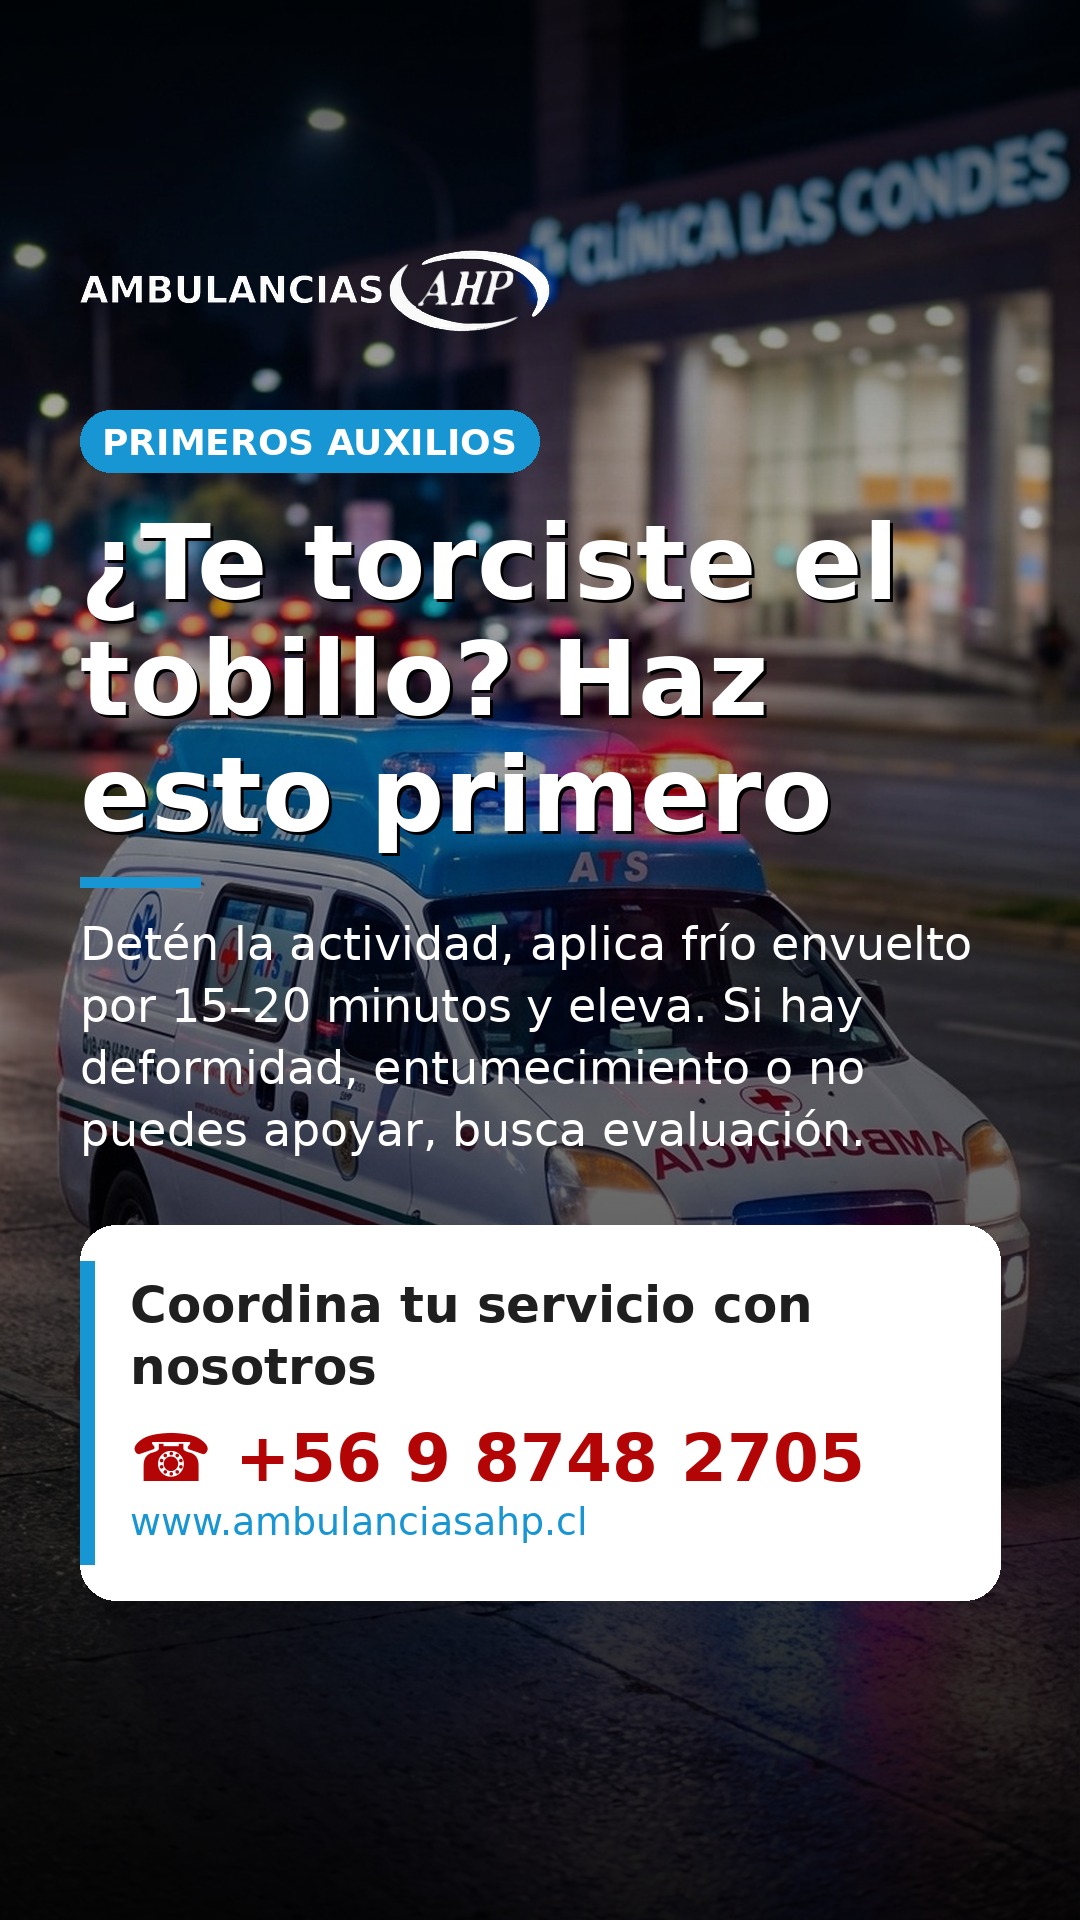 CLÍNICA LAS CONDES
AMBULANCIAS AHP
PRIMEROS AUXILIOS
¿Te torciste el
tobillo? Haz
esto primero
ATS
Detén la actividad, aplica frío envuelto
por 15–20 minutos y eleva. Si hay
deformidad, entumecimiento o no
puedes apoyar, busca evaluación.
ATS
AMBULANCIA
Coordina tu servicio con
nosotros
☎ +56 9 8748 2705
www.ambulanciasahp.cl